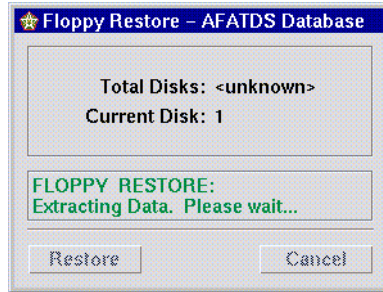 Floppy Restore – AFATDS Database
Total Disks: <unknown>
Current Disk: 1
FLOPPY RESTORE:
Extracting Data. Please wait...
Restore Cancel